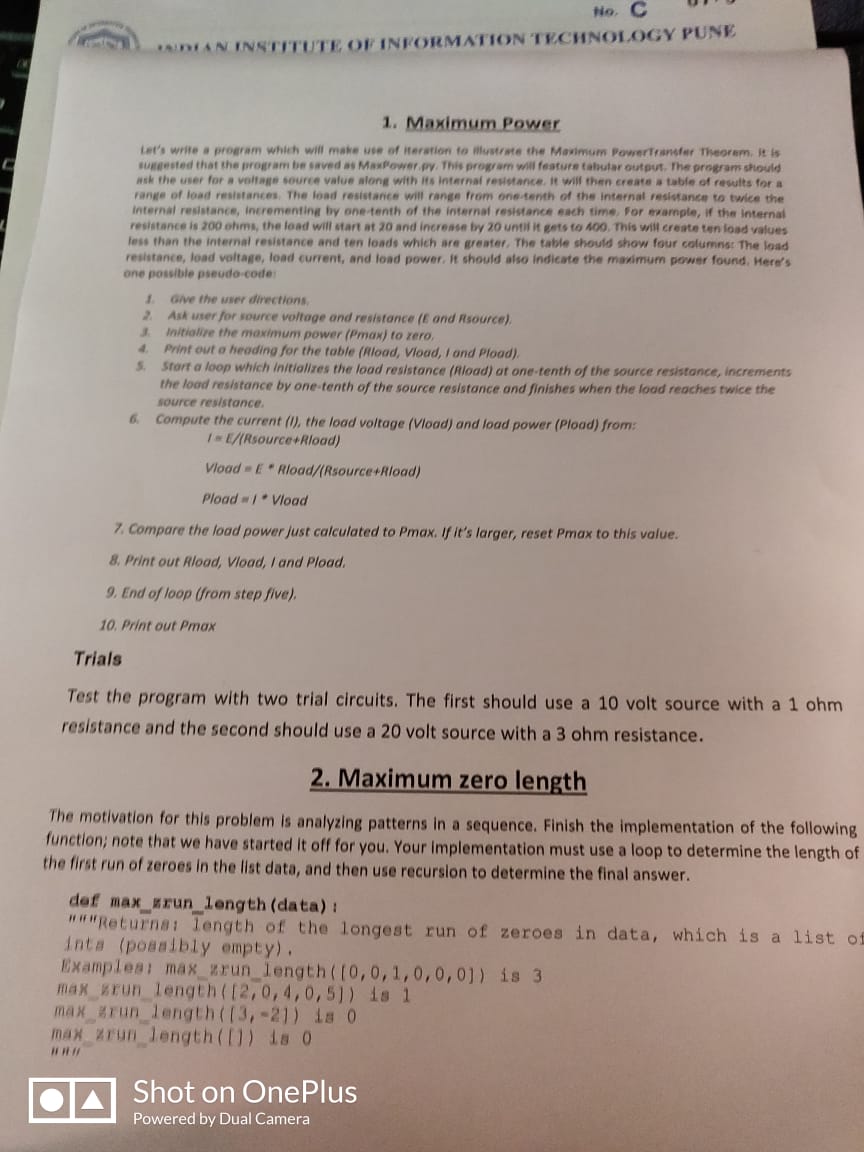 No. C
INDIAN INSTITUTE OF INFORMATION TECHNOLOGY PUNE
1. Maximum Power
Let's write a program which will make use of iteration to illustrate the Maximum PowerTransfer Theorem. It is
suggested that the program be saved as MaxPower.py. This program will feature tabular output. The program should
ask the user for a voltage source value along with its internal resistance. It will then create a table of results for a
range of load resistances. The load resistance will range from one-tenth of the internal resistance to twice the
internal resistance, incrementing by one-tenth of the internal resistance each time. For example, if the internal
resistance is 200 ohms, the load will start at 20 and increase by 20 until it gets to 400. This will create ten load values
less than the internal resistance and ten loads which are greater. The table should show four columns: The load
resistance, load voltage, load current, and load power. It should also indicate the maximum power found. Here's
one possible pseudo-code:
1. Give the user directions.
2. Ask user for source voltage and resistance (E and Rsource).
3. Initialize the maximum power (Pmax) to zero.
4. Print out a heading for the table (Rload, Vload, I and Pload).
5. Start a loop which initializes the load resistance (Rload) at one-tenth of the source resistance, increments
the load resistance by one-tenth of the source resistance and finishes when the load reaches twice the
source resistance.
6. Compute the current (I), the load voltage (Vload) and load power (Pload) from:
I = E/(Rsource+Rload)
Vload = E * Rload/(Rsource+Rload)
Pload = I * Vload
7. Compare the load power just calculated to Pmax. If it's larger, reset Pmax to this value.
8. Print out Rload, Vload, I and Pload.
9. End of loop (from step five).
10. Print out Pmax
Trials
Test the program with two trial circuits. The first should use a 10 volt source with a 1 ohm
resistance and the second should use a 20 volt source with a 3 ohm resistance.
2. Maximum zero length
The motivation for this problem is analyzing patterns in a sequence. Finish the implementation of the following
function; note that we have started it off for you. Your implementation must use a loop to determine the length of
the first run of zeroes in the list data, and then use recursion to determine the final answer.
def max_zrun_length(data):
"""Returns: length of the longest run of zeroes in data, which is a list of
ints (possibly empty).
Examples: max_zrun_length([0,0,1,0,0,0]) is 3
max_zrun_length([2,0,4,0,5]) is 1
max_zrun_length([3,-2]) is 0
max_zrun_length([]) is 0
"""
Shot on OnePlus
Powered by Dual Camera